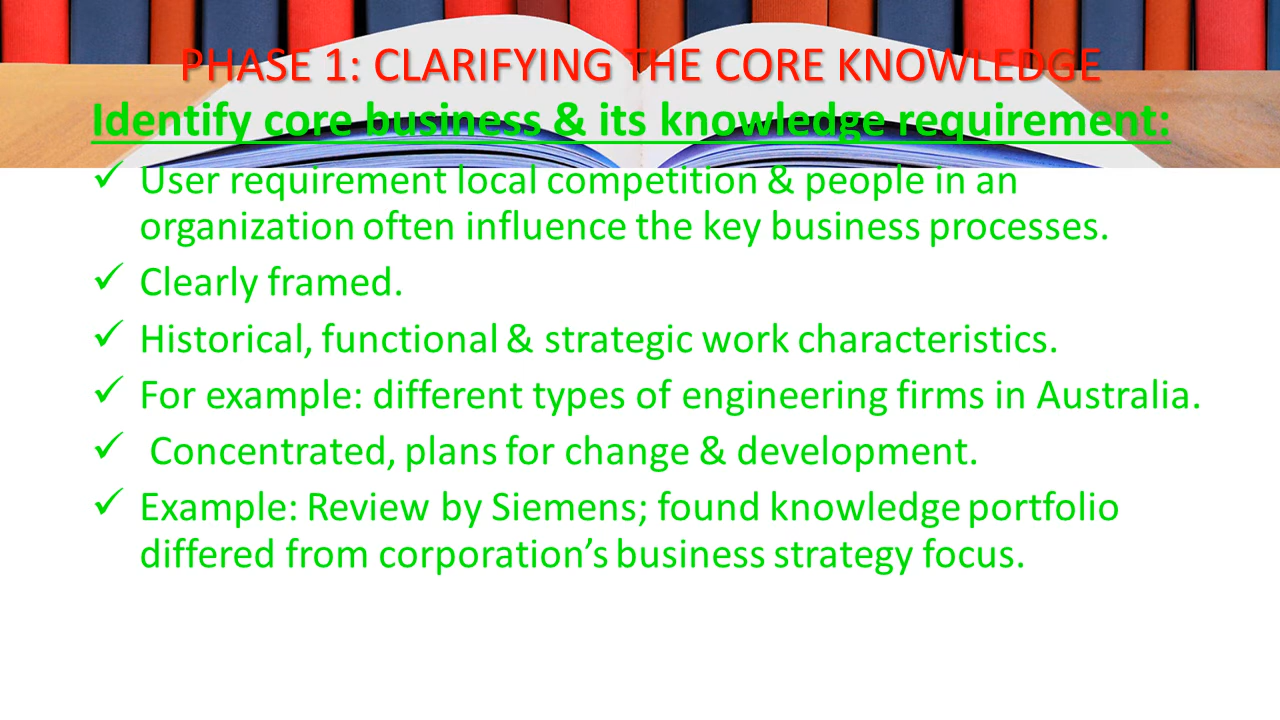 PHASE 1: CLARIFYING THE CORE KNOWLEDGE
Identify core business & its knowledge requirement:
✓ User requirement local competition & people in an
organization often influence the key business processes.
✓ Clearly framed.
✓ Historical, functional & strategic work characteristics.
✓ For example: different types of engineering firms in Australia.
✓ Concentrated, plans for change & development.
✓ Example: Review by Siemens; found knowledge portfolio
differed from corporation’s business strategy focus.